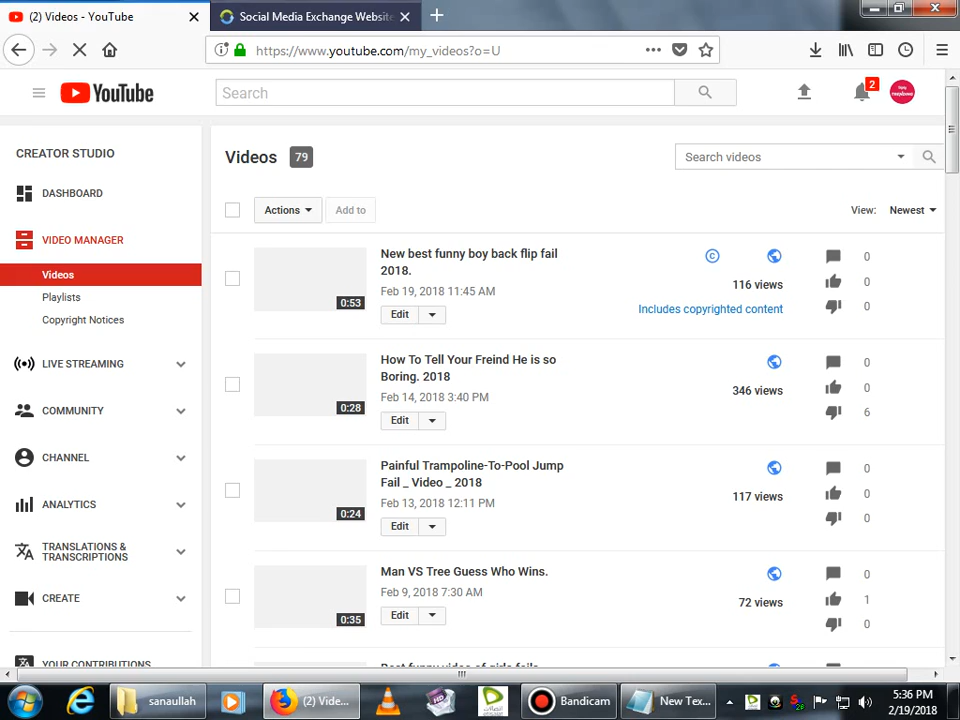 (2) Videos - YouTube
Social Media Exchange Website
https://www.youtube.com/my_videos?o=U
YouTube
Search
2
CREATOR STUDIO
DASHBOARD
VIDEO MANAGER
Videos
Playlists
Copyright Notices
LIVE STREAMING
COMMUNITY
CHANNEL
ANALYTICS
TRANSLATIONS &
TRANSCRIPTIONS
CREATE
YOUR CONTRIBUTIONS
Videos 79
Search videos
Actions
Add to
View: Newest
0:53
New best funny boy back flip fail
2018.
Feb 19, 2018 11:45 AM
Edit
116 views
Includes copyrighted content
0
0
0
0:28
How To Tell Your Freind He is so
Boring. 2018
Feb 14, 2018 3:40 PM
Edit
346 views
0
0
6
0:24
Painful Trampoline-To-Pool Jump
Fail _ Video _ 2018
Feb 13, 2018 12:11 PM
Edit
117 views
0
0
0
0:35
Man VS Tree Guess Who Wins.
Feb 9, 2018 7:30 AM
Edit
72 views
0
1
0
Best funny video of girls fails
sanaullah
(2) Vide...
Bandicam
New Tex...
5:36 PM
2/19/2018